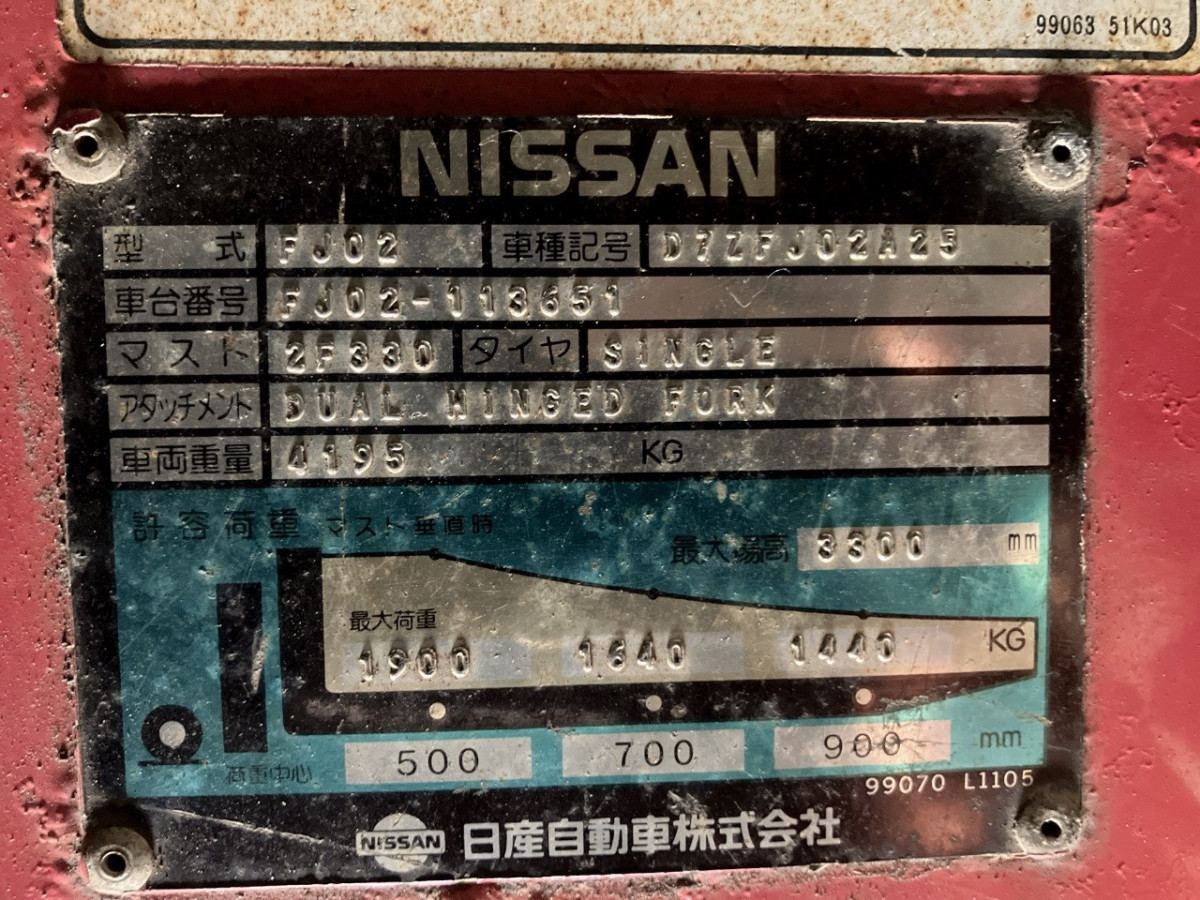 99063 51K03
NISSAN
型式 FJ02 車種記号 D7ZFJ02A25
車台番号 FJ02-113651
マスト 2F330 タイヤ SINGLE
アタッチメント DUAL HINGED FORK
車両重量 4195 KG
許容荷重 マスト垂直時
最大揚高 3300 mm
最大荷重
1900 1640 1440 KG
500 700 900 mm
荷重中心
99070 L1105
NISSAN 日産自動車株式会社